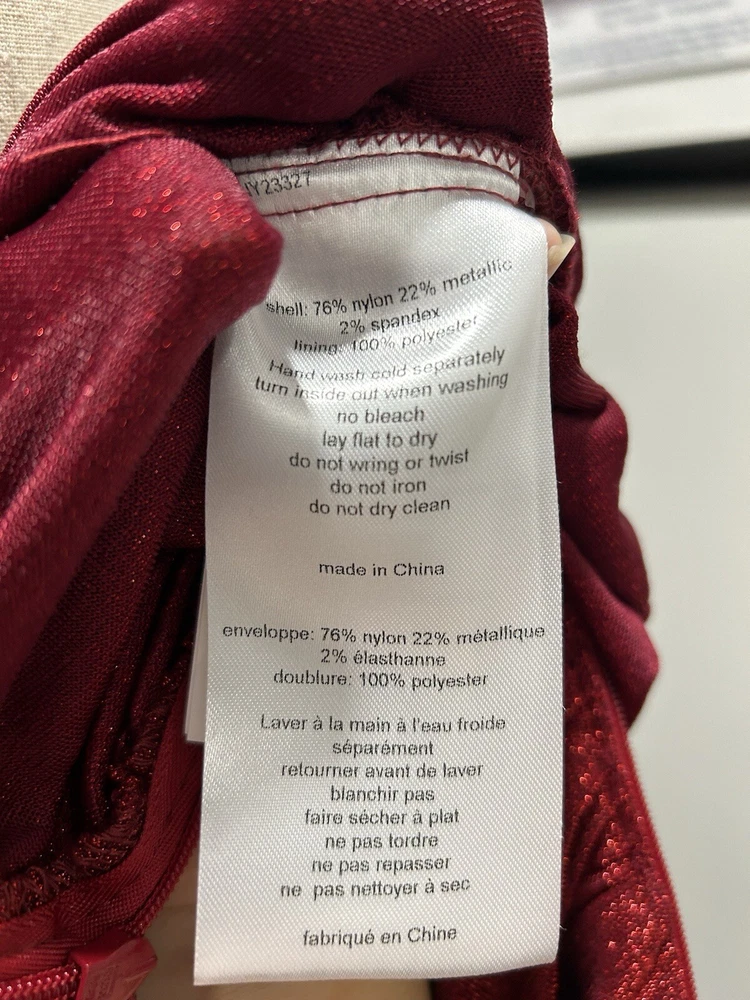 Y23327
shell: 76% nylon 22% metallic
2% spandex
lining: 100% polyester
Hand wash cold separately
turn inside out when washing
no bleach
lay flat to dry
do not wring or twist
do not iron
do not dry clean
made in China
enveloppe: 76% nylon 22% métallique
2% élasthanne
doublure: 100% polyester
Laver à la main à l'eau froide
séparément
retourner avant de laver
blanchir pas
faire sécher à plat
ne pas tordre
ne pas repasser
ne pas nettoyer à sec
fabriqué en Chine